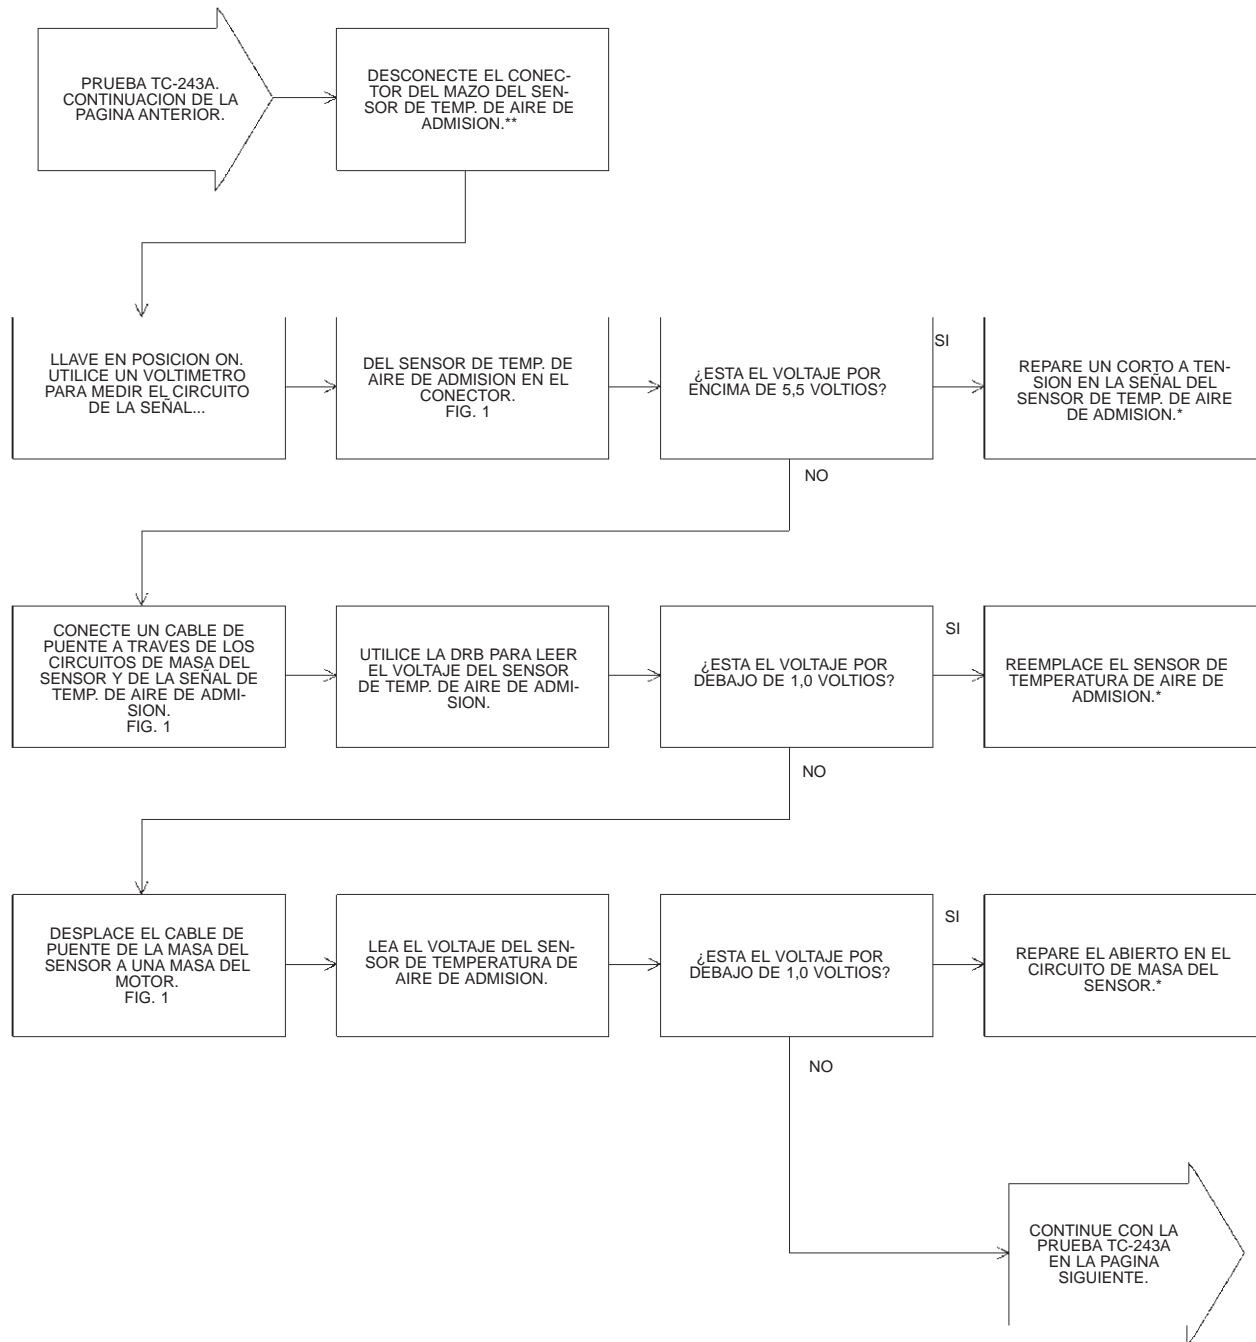 PRUEBA TC-243A.
CONTINUACION DE LA
PAGINA ANTERIOR.
DESCONECTE EL CONEC-
TOR DEL MAZO DEL SEN-
SOR DE TEMP. DE AIRE DE
ADMISION.**
LLAVE EN POSICION ON.
UTILICE UN VOLTIMETRO
PARA MEDIR EL CIRCUITO
DE LA SEÑAL...
DEL SENSOR DE TEMP. DE
AIRE DE ADMISION EN EL
CONECTOR.
FIG. 1
¿ESTA EL VOLTAJE POR
ENCIMA DE 5,5 VOLTIOS?
SI
REPARE UN CORTO A TEN-
SION EN LA SEÑAL DEL
SENSOR DE TEMP. DE AIRE
DE ADMISION.*
NO
CONECTE UN CABLE DE
PUENTE A TRAVES DE LOS
CIRCUITOS DE MASA DEL
SENSOR Y DE LA SEÑAL DE
TEMP. DE AIRE DE ADMI-
SION.
FIG. 1
UTILICE LA DRB PARA LEER
EL VOLTAJE DEL SENSOR
DE TEMP. DE AIRE DE ADMI-
SION.
¿ESTA EL VOLTAJE POR
DEBAJO DE 1,0 VOLTIOS?
SI
REEMPLACE EL SENSOR DE
TEMPERATURA DE AIRE DE
ADMISION.*
NO
DESPLACE EL CABLE DE
PUENTE DE LA MASA DEL
SENSOR A UNA MASA DEL
MOTOR.
FIG. 1
LEA EL VOLTAJE DEL SEN-
SOR DE TEMPERATURA DE
AIRE DE ADMISION.
¿ESTA EL VOLTAJE POR
DEBAJO DE 1,0 VOLTIOS?
SI
REPARE EL ABIERTO EN EL
CIRCUITO DE MASA DEL
SENSOR.*
NO
CONTINUE CON LA
PRUEBA TC-243A
EN LA PAGINA
SIGUIENTE.